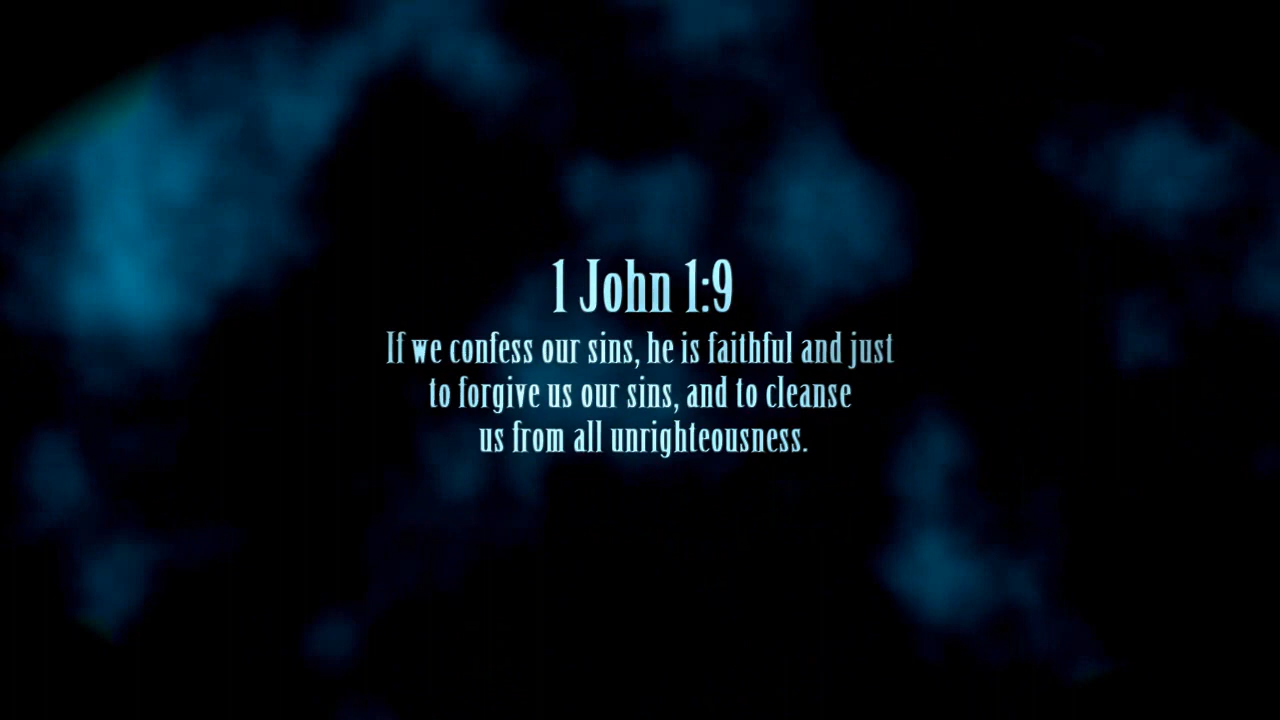 1 John 1:9
If we confess our sins, he is faithful and just
to forgive us our sins, and to cleanse
us from all unrighteousness.